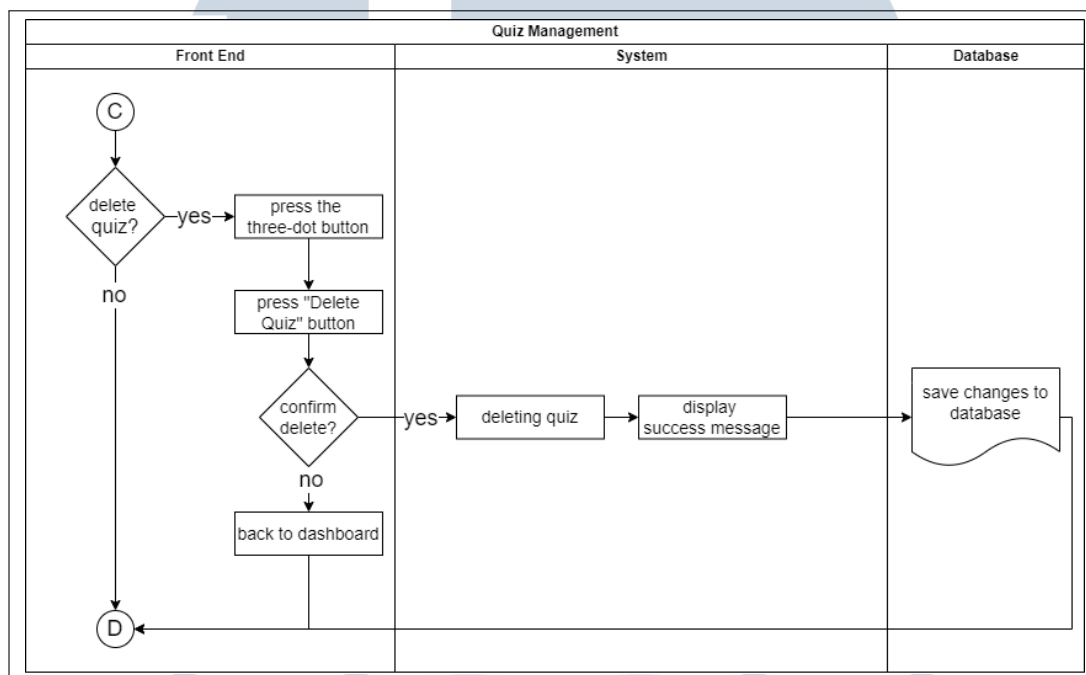 Quiz Management
Front End
System
Database
C
delete
quiz?
yes
press the
three-dot button
no
press "Delete
Quiz" button
confirm
delete?
yes
deleting quiz
display
success message
save changes to
database
no
back to dashboard
D